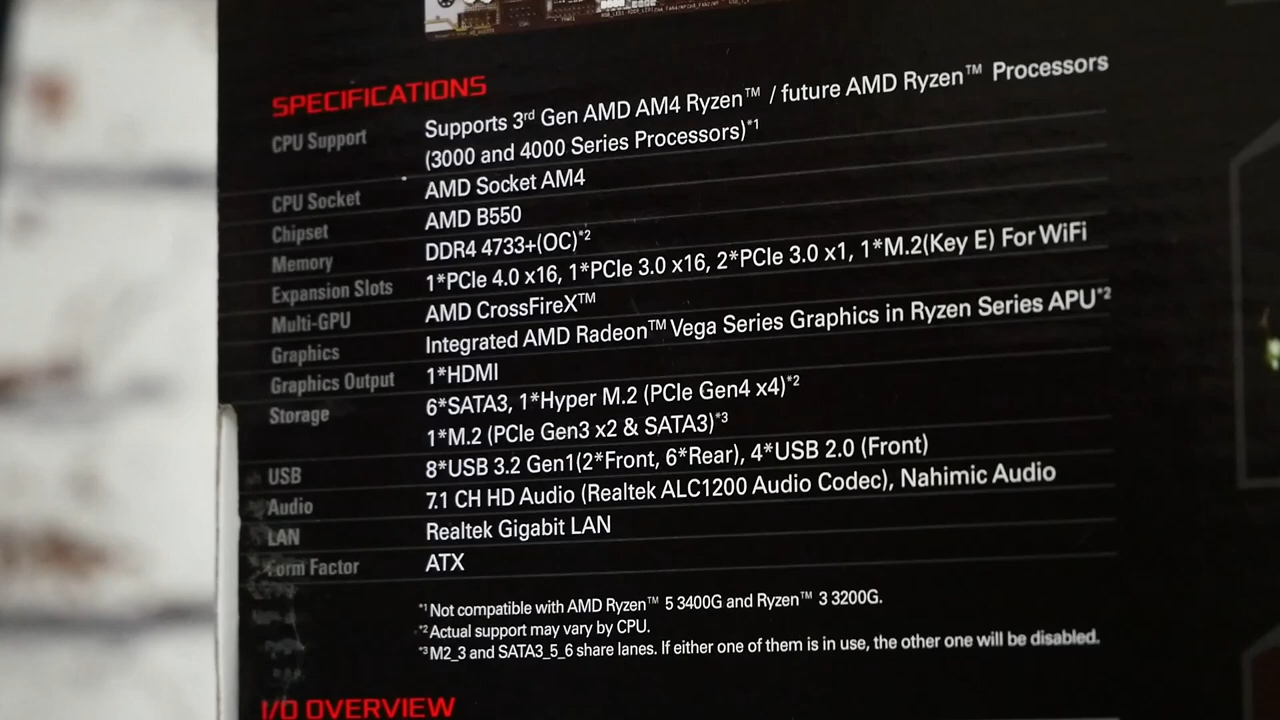 SPECIFICATIONS
CPU Support Supports 3rd Gen AMD AM4 Ryzen™ / future AMD Ryzen™ Processors
(3000 and 4000 Series Processors)*1
CPU Socket AMD Socket AM4
Chipset AMD B550
Memory DDR4 4733+(OC)*2
Expansion Slots 1*PCIe 4.0 x16, 1*PCIe 3.0 x16, 2*PCIe 3.0 x1, 1*M.2(Key E) For WiFi
Multi-GPU AMD CrossFireX™
Graphics Integrated AMD Radeon™ Vega Series Graphics in Ryzen Series APU*2
Graphics Output 1*HDMI
Storage 6*SATA3, 1*Hyper M.2 (PCIe Gen4 x4)*2
1*M.2 (PCIe Gen3 x2 & SATA3)*3
USB 8*USB 3.2 Gen1(2*Front, 6*Rear), 4*USB 2.0 (Front)
Audio 7.1 CH HD Audio (Realtek ALC1200 Audio Codec), Nahimic Audio
LAN Realtek Gigabit LAN
Form Factor ATX
*1 Not compatible with AMD Ryzen™ 5 3400G and Ryzen™ 3 3200G.
*2 Actual support may vary by CPU.
*3 M2_3 and SATA3_5_6 share lanes. If either one of them is in use, the other one will be disabled.
I/O OVERVIEW